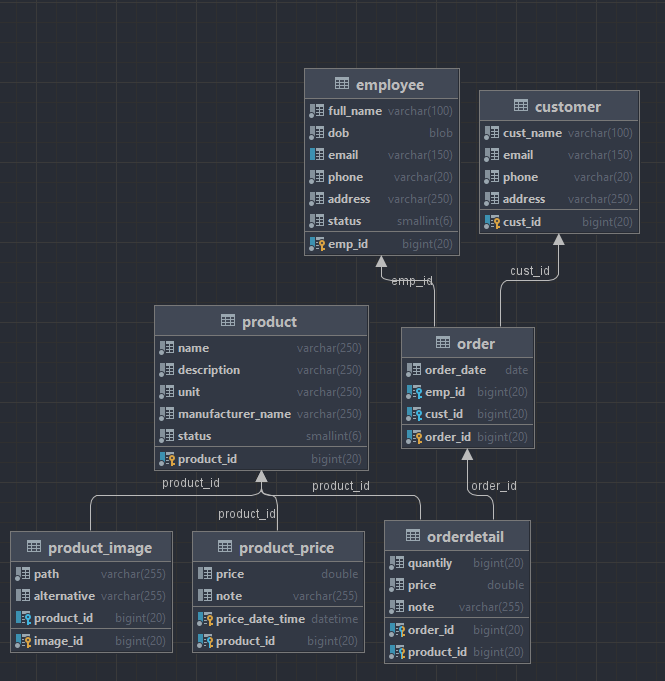 employee
full_name varchar(100)
dob blob
email varchar(150)
phone varchar(20)
address varchar(250)
status smallint(6)
emp_id bigint(20)
customer
cust_name varchar(100)
email varchar(150)
phone varchar(20)
address varchar(250)
cust_id bigint(20)
emp_id
cust_id
product
name varchar(250)
description varchar(250)
unit varchar(250)
manufacturer_name varchar(250)
status smallint(6)
product_id bigint(20)
order
order_date date
emp_id bigint(20)
cust_id bigint(20)
order_id bigint(20)
product_id
product_id
product_id
order_id
product_image
path varchar(255)
alternative varchar(255)
product_id bigint(20)
image_id bigint(20)
product_price
price double
note varchar(255)
price_date_time datetime
product_id bigint(20)
orderdetail
quantily bigint(20)
price double
note varchar(255)
order_id bigint(20)
product_id bigint(20)